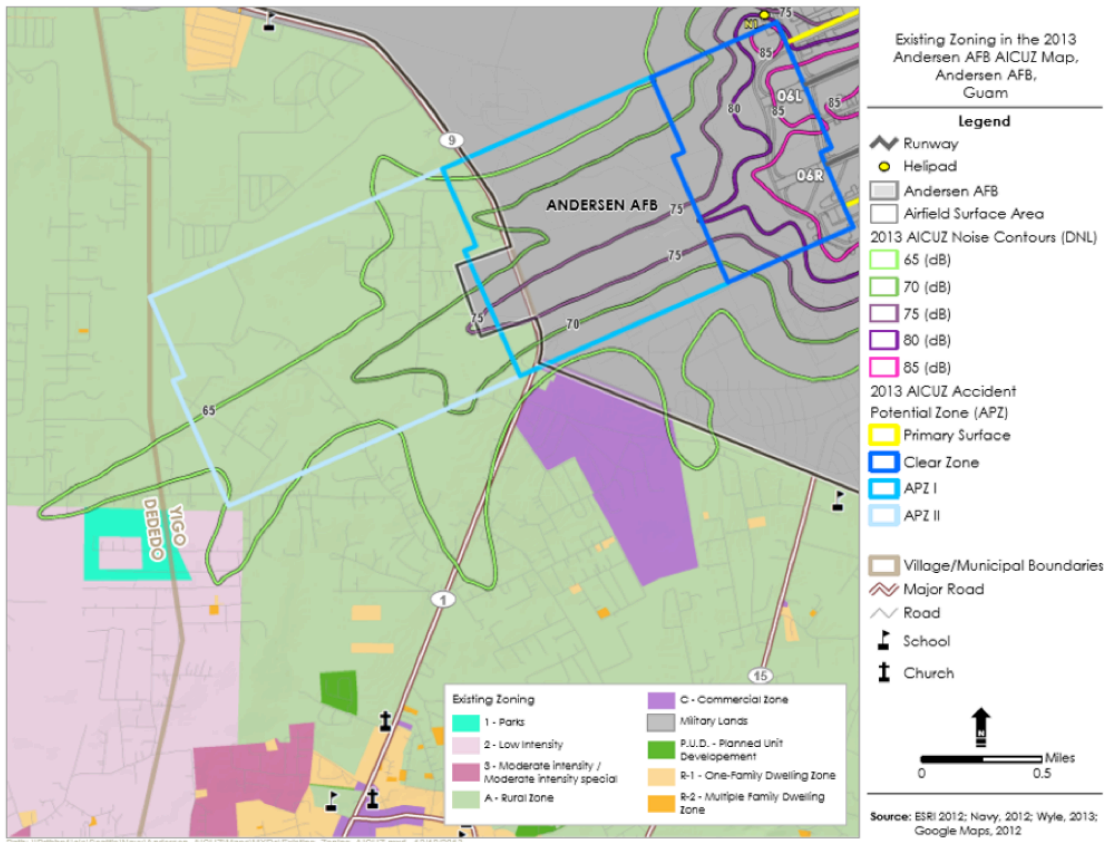 Existing Zoning in the 2013
Andersen AFB AICUZ Map,
Andersen AFB,
Guam
Legend
Runway
Helipad
Andersen AFB
Airfield Surface Area
2013 AICUZ Noise Contours (DNL)
65 (dB)
70 (dB)
75 (dB)
80 (dB)
85 (dB)
2013 AICUZ Accident
Potential Zone (APZ)
Primary Surface
Clear Zone
APZ I
APZ II
Village/Municipal Boundaries
Major Road
Road
School
Church
N
Miles
0
0.5
Source: ESRI 2012; Navy, 2012; Wyle, 2013;
Google Maps, 2012
75
85
06L
85
85
80
9
06R
ANDERSEN AFB
75
75
75
70
65
YIGO
DEDEDO
1
15
Existing Zoning
1 - Parks
2 - Low Intensity
3 - Moderate Intensity /
Moderate intensity special
A - Rural Zone
C - Commercial Zone
Military Lands
P.U.D. - Planned Unit
Developement
R-1 - One-Family Dwelling Zone
R-2 - Multiple Family Dwelling
Zone